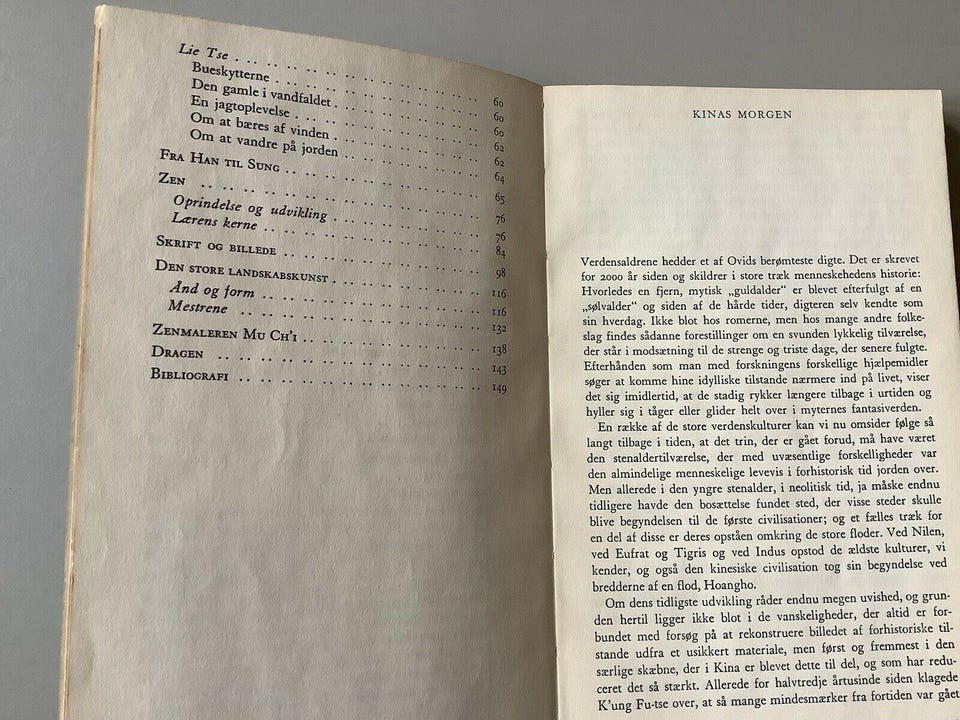 Lie Tse .. .. .. .. .. .. .. .. .. .. .. .. 60
Bueskytterne .. .. .. .. .. .. .. .. .. .. 60
Den gamle i vandfaldet .. .. .. .. .. .. .. 60
En jagtoplevelse .. .. .. .. .. .. .. .. .. 62
Om at bæres af vinden .. .. .. .. .. .. .. 62
Om at vandre på jorden .. .. .. .. .. .. .. 64
FRA HAN TIL SUNG .. .. .. .. .. .. .. .. .. 65
ZEN .. .. .. .. .. .. .. .. .. .. .. .. .. 76
Oprindelse og udvikling .. .. .. .. .. .. .. 76
Lærens kerne .. .. .. .. .. .. .. .. .. .. 84
SKRIFT OG BILLEDE .. .. .. .. .. .. .. .. .. 98
DEN STORE LANDSKABSKUNST .. .. .. .. .. .. 116
Ånd og form .. .. .. .. .. .. .. .. .. .. 116
Mestrene .. .. .. .. .. .. .. .. .. .. .. 132
ZENMALEREN MU CH'I .. .. .. .. .. .. .. .. 138
DRAGEN .. .. .. .. .. .. .. .. .. .. .. .. 143
BIBLIOGRAFI .. .. .. .. .. .. .. .. .. .. .. 149
KINAS MORGEN
Verdensaldrene hedder et af Ovids berømteste digte. Det er skrevet
for 2000 år siden og skildrer i store træk menneskehedens historie:
Hvorledes en fjern, mytisk „guldalder“ er blevet efterfulgt af en
„sølvalder“ og siden af de hårde tider, digteren selv kendte som
sin hverdag. Ikke blot hos romerne, men hos mange andre folke-
slag findes sådanne forestillinger om en svunden lykkelig tilværelse,
der står i modsætning til de strenge og triste dage, der senere fulgte.
Efterhånden som man med forskningens forskellige hjælpemidler
søger at komme hine idylliske tilstande nærmere ind på livet, viser
det sig imidlertid, at de stadig rykker længere tilbage i urtiden og
hyller sig i tåger eller glider helt over i myternes fantasiverden.
En række af de store verdenskulturer kan vi nu omsider følge så
langt tilbage i tiden, at det trin, der er gået forud, må have været
den stenaldertilværelse, der med uvæsentlige forskelligheder var
den almindelige menneskelige levevis i forhistorisk tid jorden over.
Men allerede i den yngre stenalder, i neolitisk tid, ja måske endnu
tidligere havde den bosættelse fundet sted, der visse steder skulle
blive begyndelsen til de første civilisationer; og et fælles træk for
en del af disse er deres opståen omkring de store floder. Ved Nilen,
ved Eufrat og Tigris og ved Indus opstod de ældste kulturer, vi
kender, og også den kinesiske civilisation tog sin begyndelse ved
bredderne af en flod, Hoangho.
Om dens tidligste udvikling råder endnu megen uvished, og grun-
den hertil ligger ikke blot i de vanskeligheder, der altid er for-
bundet med forsøg på at rekonstruere billedet af forhistoriske til-
stande udfra et usikkert materiale, men først og fremmest i den
særlige skæbne, der i Kina er blevet dette til del, og som har redu-
ceret det så stærkt. Allerede for halvtredje årtusinde siden klagede
K'ung Fu-tse over, at så mange mindesmærker fra fortiden var gået